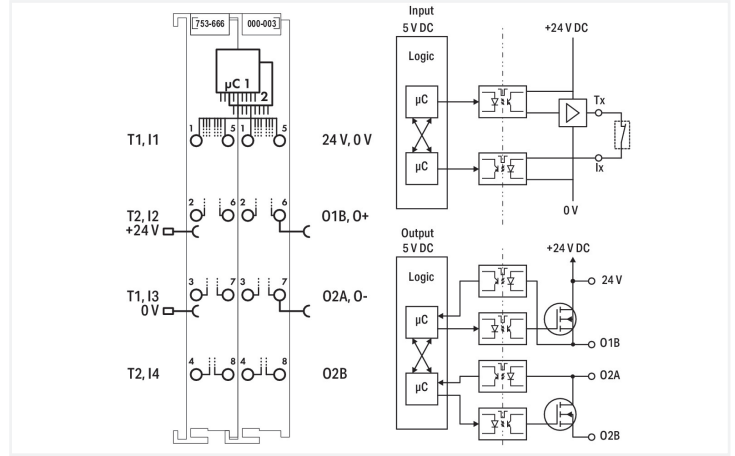 753-666 000-003
µC 1
2
1 5 1 5
T1, I1 24 V, 0 V
2 6 2 6
T2, I2 O1B, O+
+24 V
3 7 3 7
T1, I3 O2A, O-
0 V
4 8 4 8
T2, I4 O2B
Input
5 V DC +24 V DC
Logic
µC
Tx
µC
Ix
0 V
Output
5 V DC +24 V DC
Logic
24 V
µC
O1B
O2A
µC
O2B